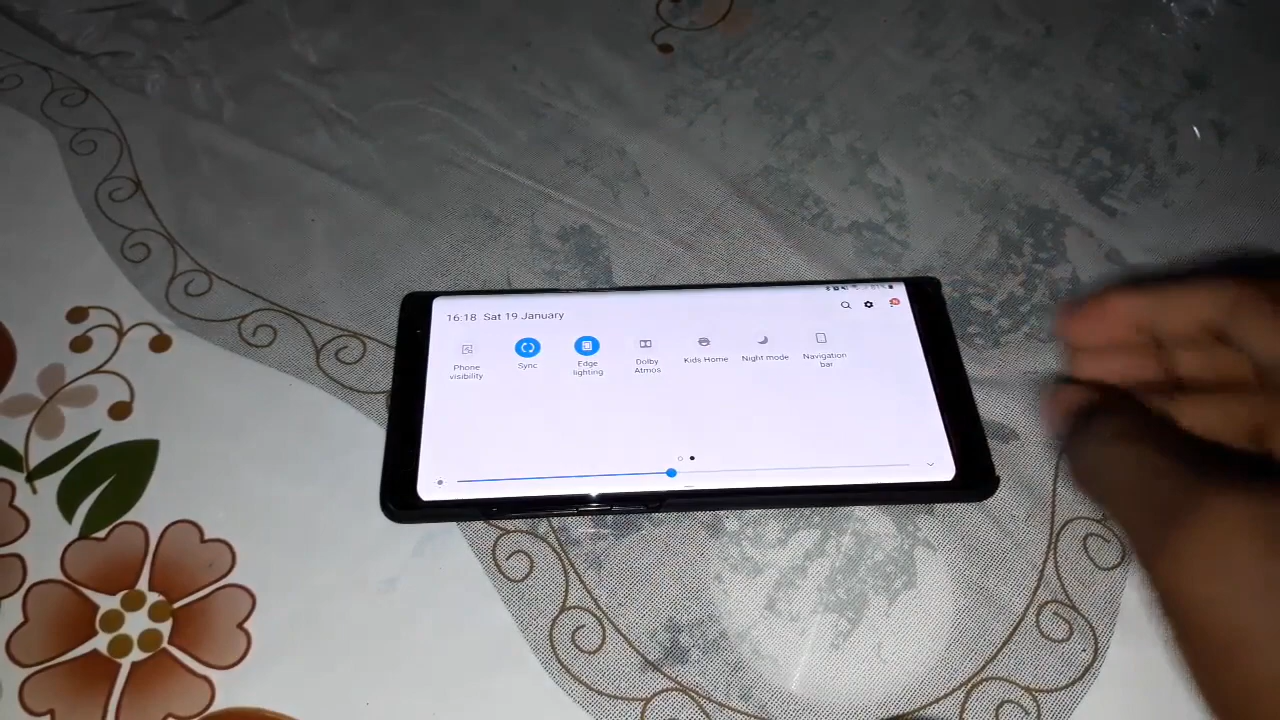 16:18 Sat 19 January
Phone visibility
Sync
Edge lighting
Dolby Atmos
Kids Home
Night mode
Navigation bar